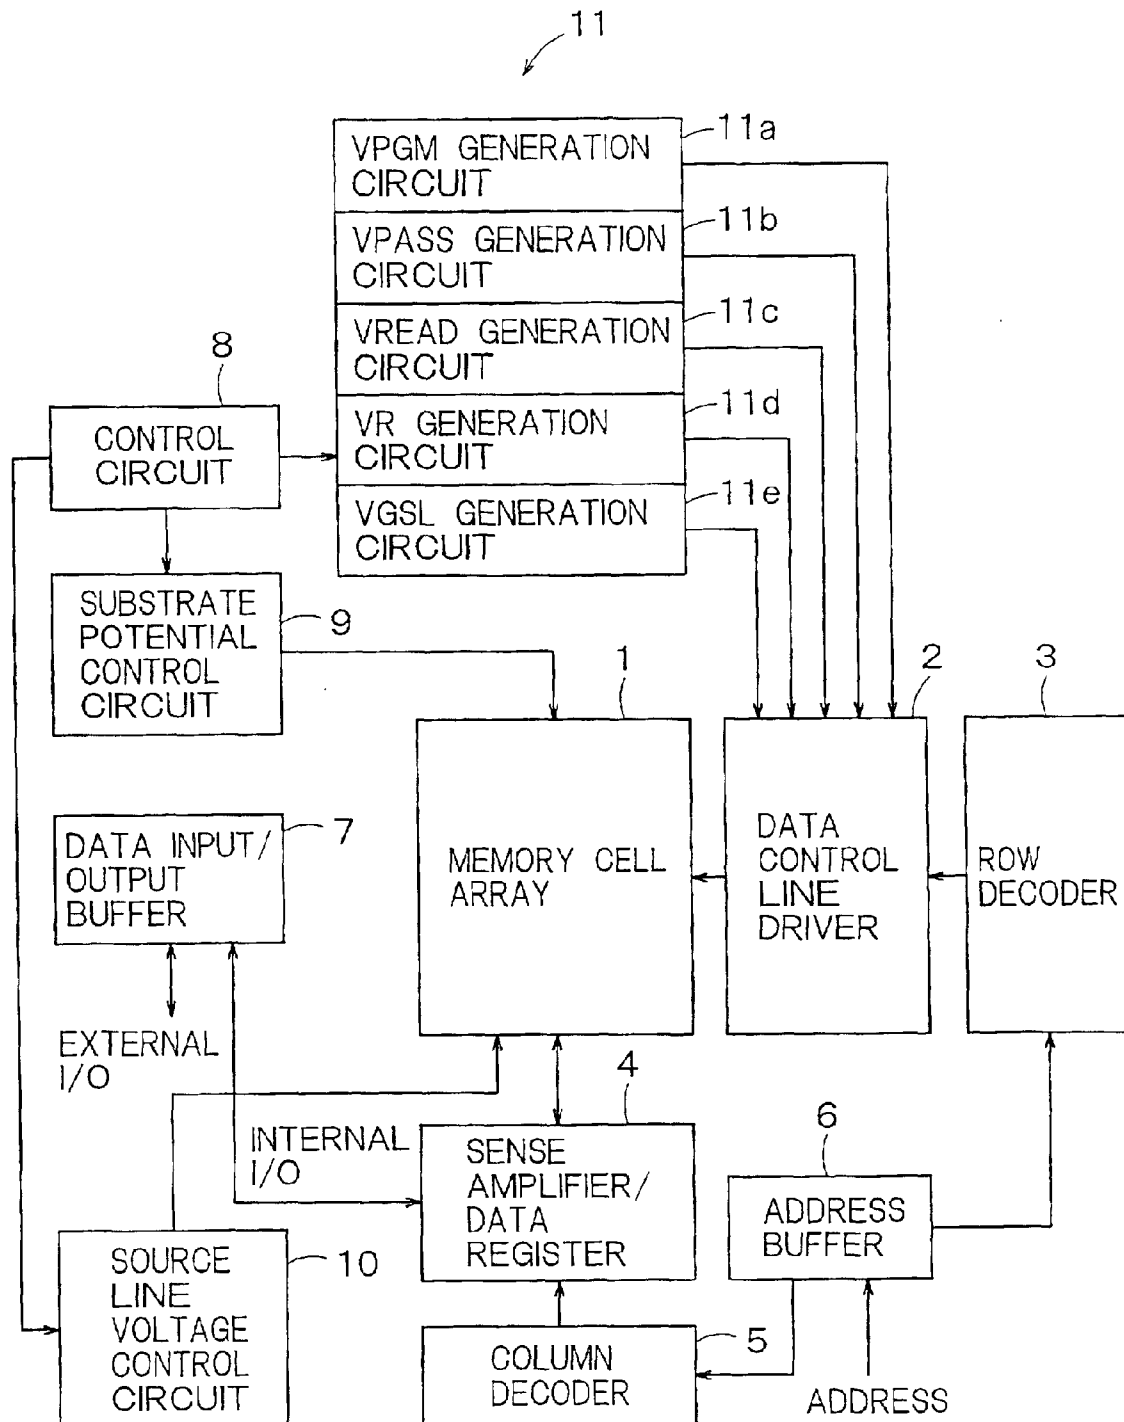 11
VPGM GENERATION
CIRCUIT
11a
VPASS GENERATION
CIRCUIT
11b
VREAD GENERATION
CIRCUIT
11c
8
CONTROL
CIRCUIT
VR GENERATION
CIRCUIT
11d
VGSL GENERATION
CIRCUIT
11e
SUBSTRATE
POTENTIAL
CONTROL
CIRCUIT
9
1
2
3
7
DATA INPUT/
OUTPUT
BUFFER
MEMORY CELL
ARRAY
DATA
CONTROL
LINE
DRIVER
ROW
DECODER
EXTERNAL
I/O
4
INTERNAL
I/O
SENSE
AMPLIFIER/
DATA
REGISTER
6
ADDRESS
BUFFER
10
SOURCE
LINE
VOLTAGE
CONTROL
CIRCUIT
5
COLUMN
DECODER
ADDRESS